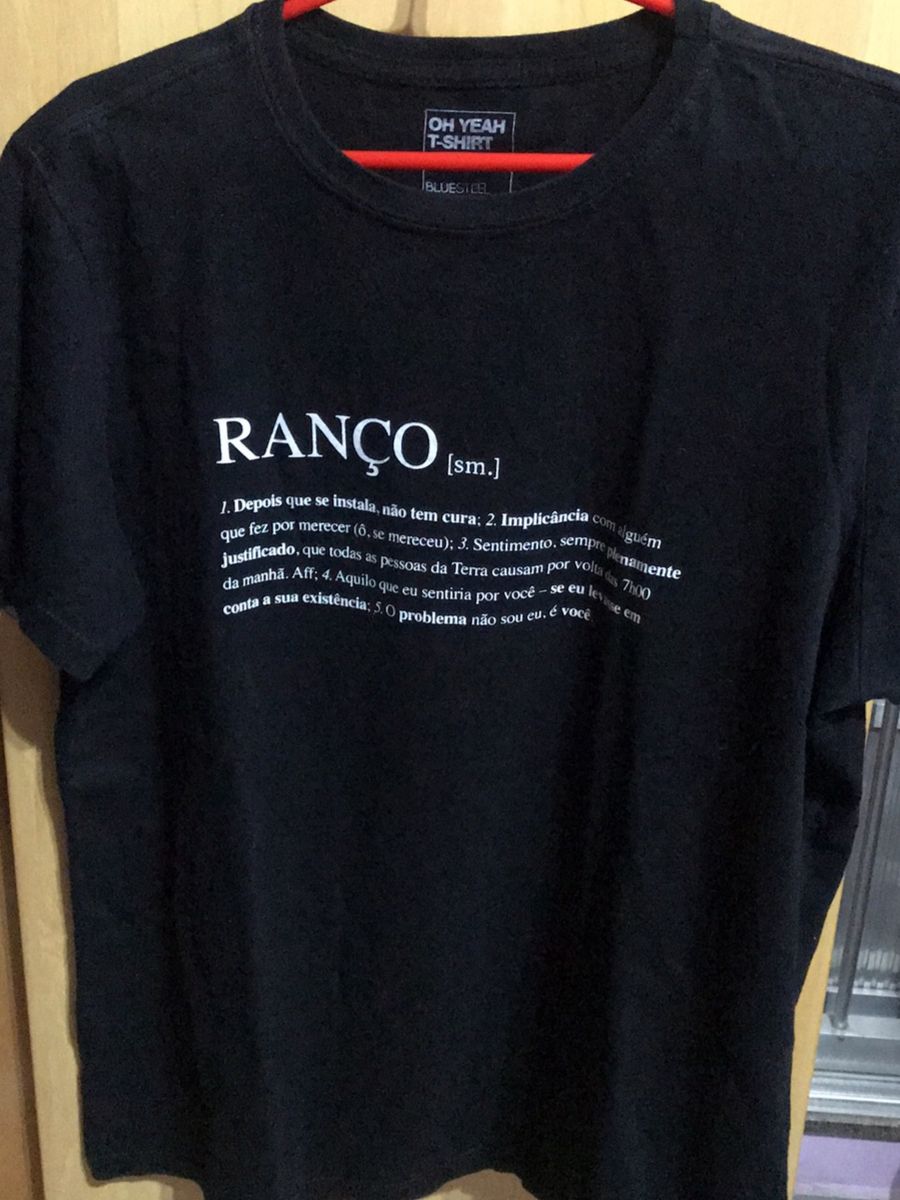 OH YEAH
T-SHIRT
BLUESTEEL
RANÇO [sm.]
1. Depois que se instala, não tem cura; 2. Implicância com alguém
que fez por merecer (ô, se mereceu); 3. Sentimento, sempre plenamente
justificado, que todas as pessoas da Terra causam por volta das 7h00
da manhã. Aff; 4. Aquilo que eu sentiria por você – se eu levasse em
conta a sua existência; 5. O problema não sou eu, é você.